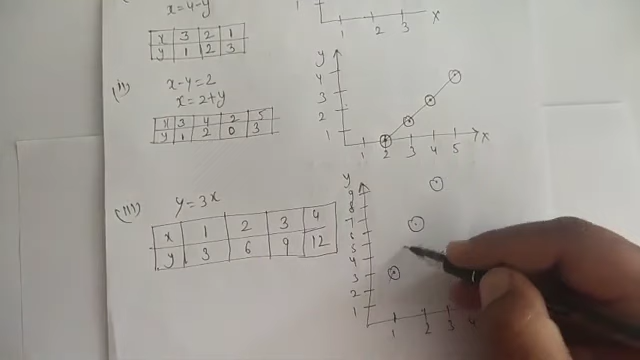 x=4-y
x 3 2 1
y 1 2 3
1
1 2 3 x
(ii) x-y=2
x=2+y
x 3 4 2 5
y 1 2 0 3
y
4
3
2
1
1 2 3 4 5 x
(iii) y=3x
x 1 2 3 4
y 3 6 9 12
y
9
8
7
6
5
4
3
2
1
1 2 3 4